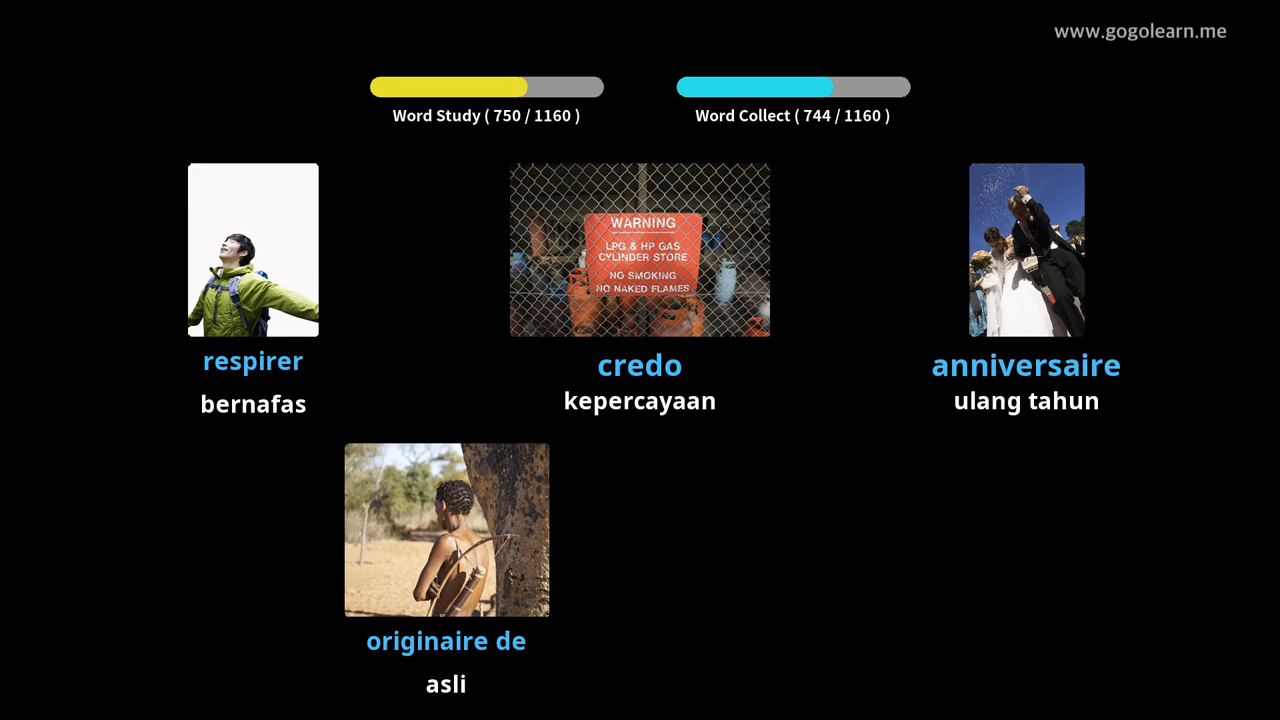 www.gogolearn.me
Word Study ( 750 / 1160 )
Word Collect ( 744 / 1160 )
WARNING
LPG & HP GAS
CYLINDER STORE
NO SMOKING
NO NAKED FLAMES
respirer
bernafas
credo
kepercayaan
anniversaire
ulang tahun
originaire de
asli